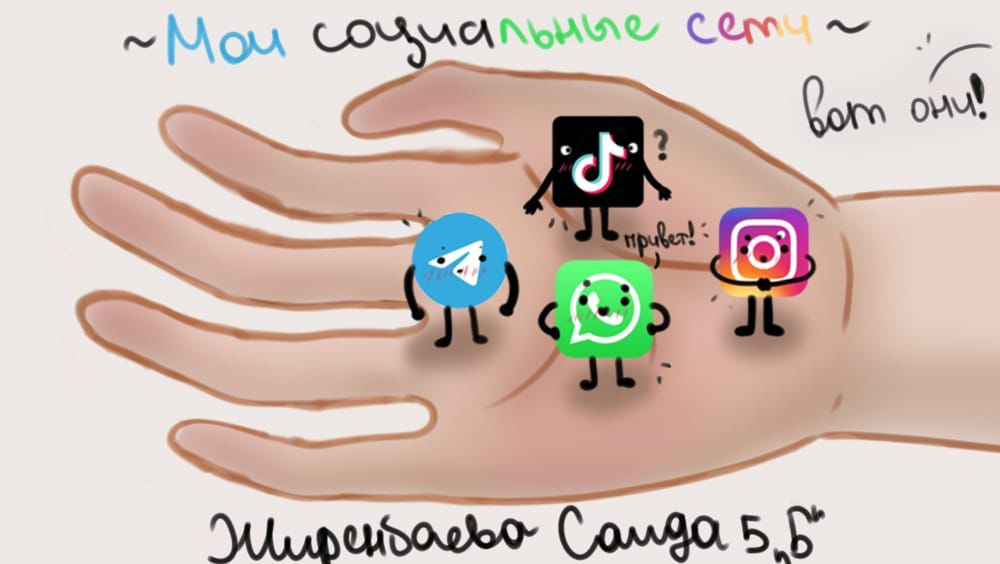 ~Мои социальные сети~
вот они!
?
привет!
Жиренбаева Саида 5„Б“